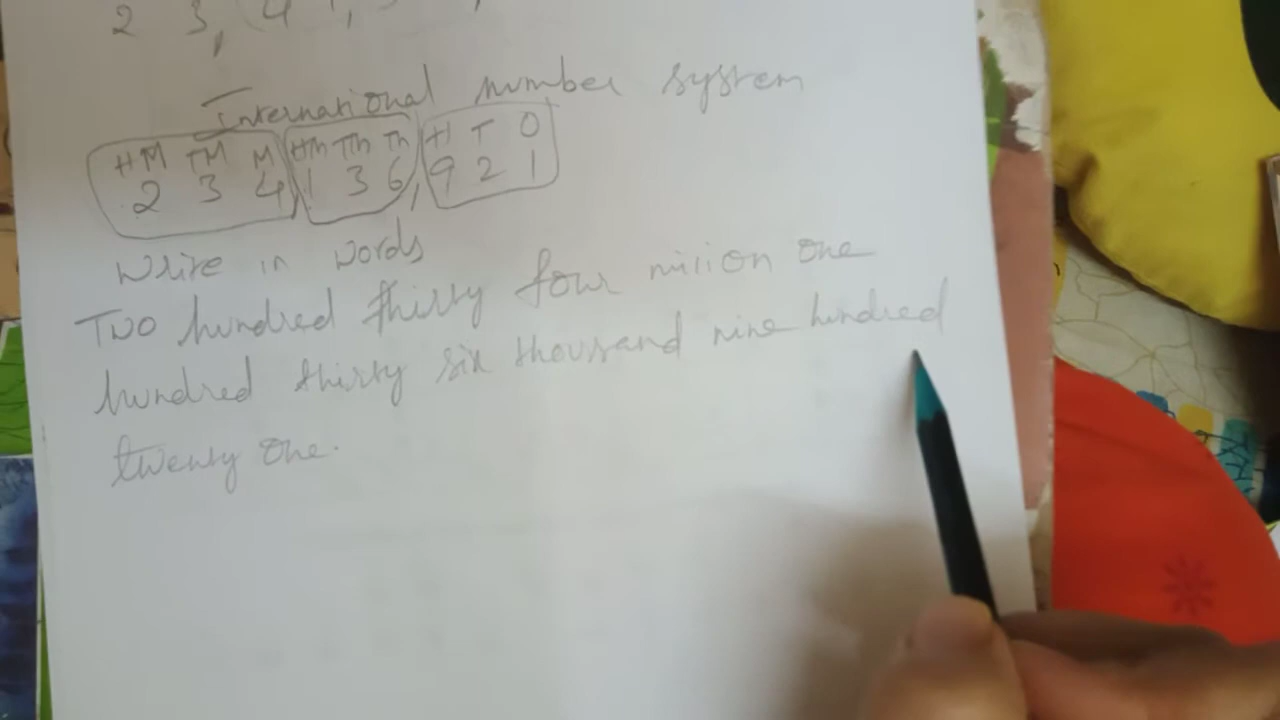 2 3, 4
International number system
HM TM M HTh TTh Th H T O
2 3 4, 1 3 6, 9 2 1
Write in words
Two hundred thirty four million one
hundred thirty six thousand nine hundred
twenty one.